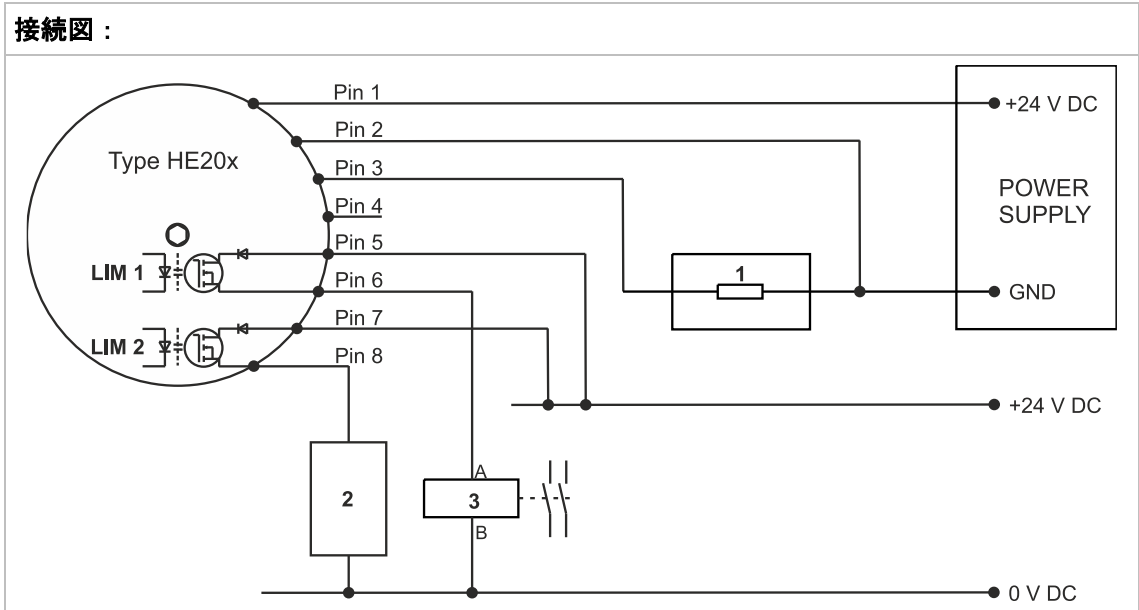 接続図：
Type HE20x
LIM 1
LIM 2
Pin 1
Pin 2
Pin 3
Pin 4
Pin 5
Pin 6
Pin 7
Pin 8
1
2
A
3
B
+24 V DC
POWER
SUPPLY
GND
+24 V DC
0 V DC